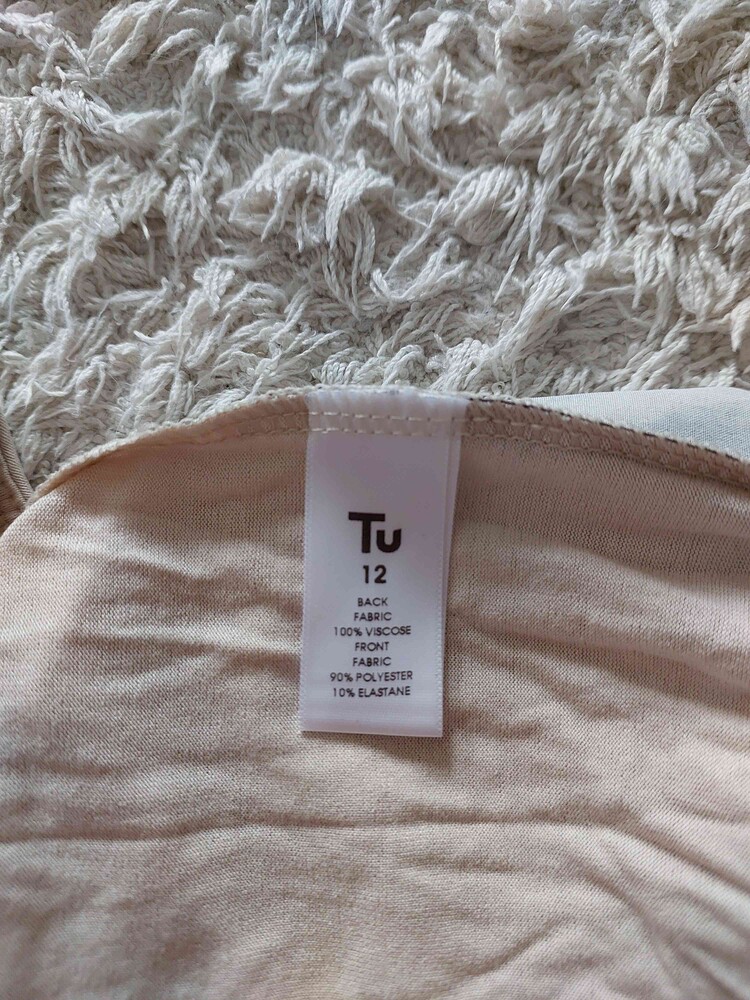 Tu
12
BACK
FABRIC
100% VISCOSE
FRONT
FABRIC
90% POLYESTER
10% ELASTANE